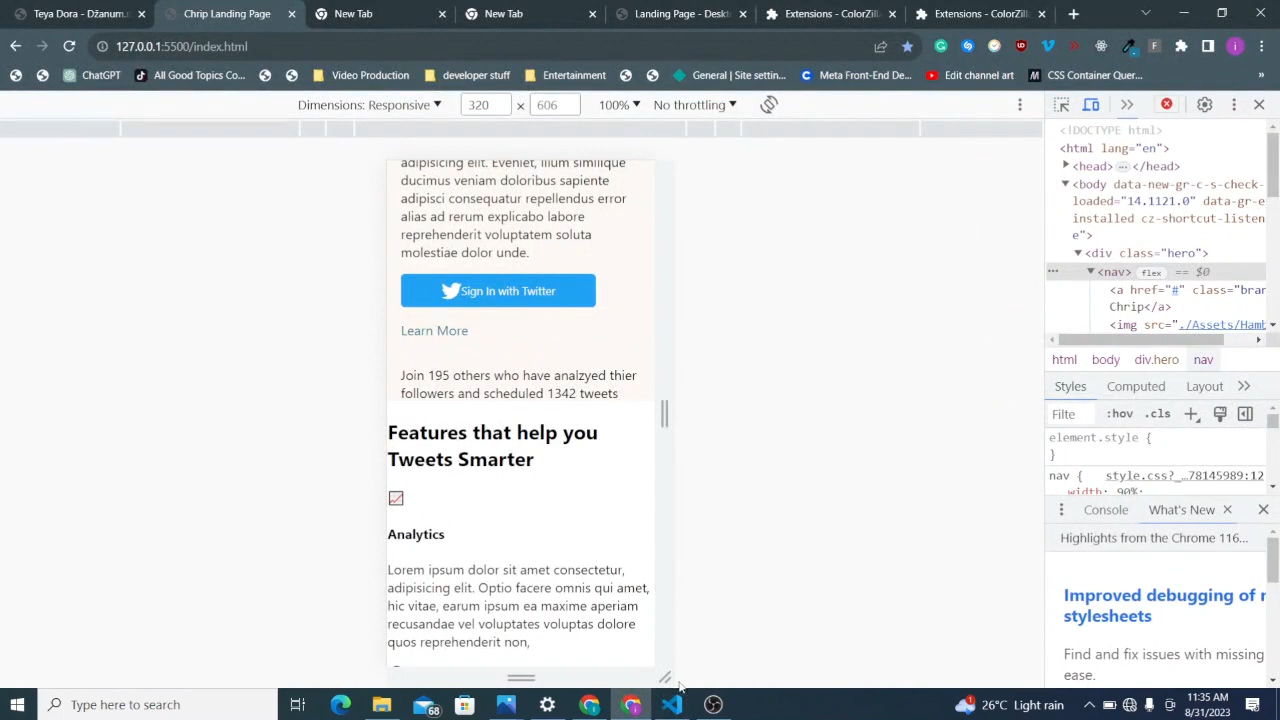 Teya Dora - Džanum.m
Chrip Landing Page
New Tab
New Tab
Landing Page - Deskt
Extensions - ColorZill
Extensions - ColorZill
127.0.0.1:5500/index.html
ChatGPT
All Good Topics Co...
Video Production
developer stuff
Entertainment
General | Site settin...
Meta Front-End De...
Edit channel art
CSS Container Quer...
»
Dimensions: Responsive
320 × 606
100%
No throttling
<!DOCTYPE html>
<html lang="en">
<head> ⋯ </head>
<body data-new-gr-c-s-check-
loaded="14.1121.0" data-gr-e
installed cz-shortcut-listen
e">
<div class="hero">
<nav> flex == $0
<a href="#" class="bran
Chrip</a>
<img src="./Assets/Hamb
html body div.hero nav
Styles Computed Layout
Filte :hov .cls
element.style {
}
nav { style.css?_…78145989:12
width: 90%;
Console What's New
Highlights from the Chrome 116...
Improved debugging of
stylesheets
Find and fix issues with missing
ease.
adipisicing elit. Eveniet, illum similique
ducimus veniam doloribus sapiente
adipisci consequatur repellendus error
alias ad rerum explicabo labore
reprehenderit voluptatem soluta
molestiae dolor unde.
Sign In with Twitter
Learn More
Join 195 others who have analzyed thier
followers and scheduled 1342 tweets
Features that help you
Tweets Smarter
Analytics
Lorem ipsum dolor sit amet consectetur,
adipisicing elit. Optio facere omnis qui amet,
hic vitae, earum ipsum ea maxime aperiam
recusandae vel voluptates voluptas dolore
quos reprehenderit non,
Type here to search
68
1
26°C Light rain
11:35 AM
8/31/2023